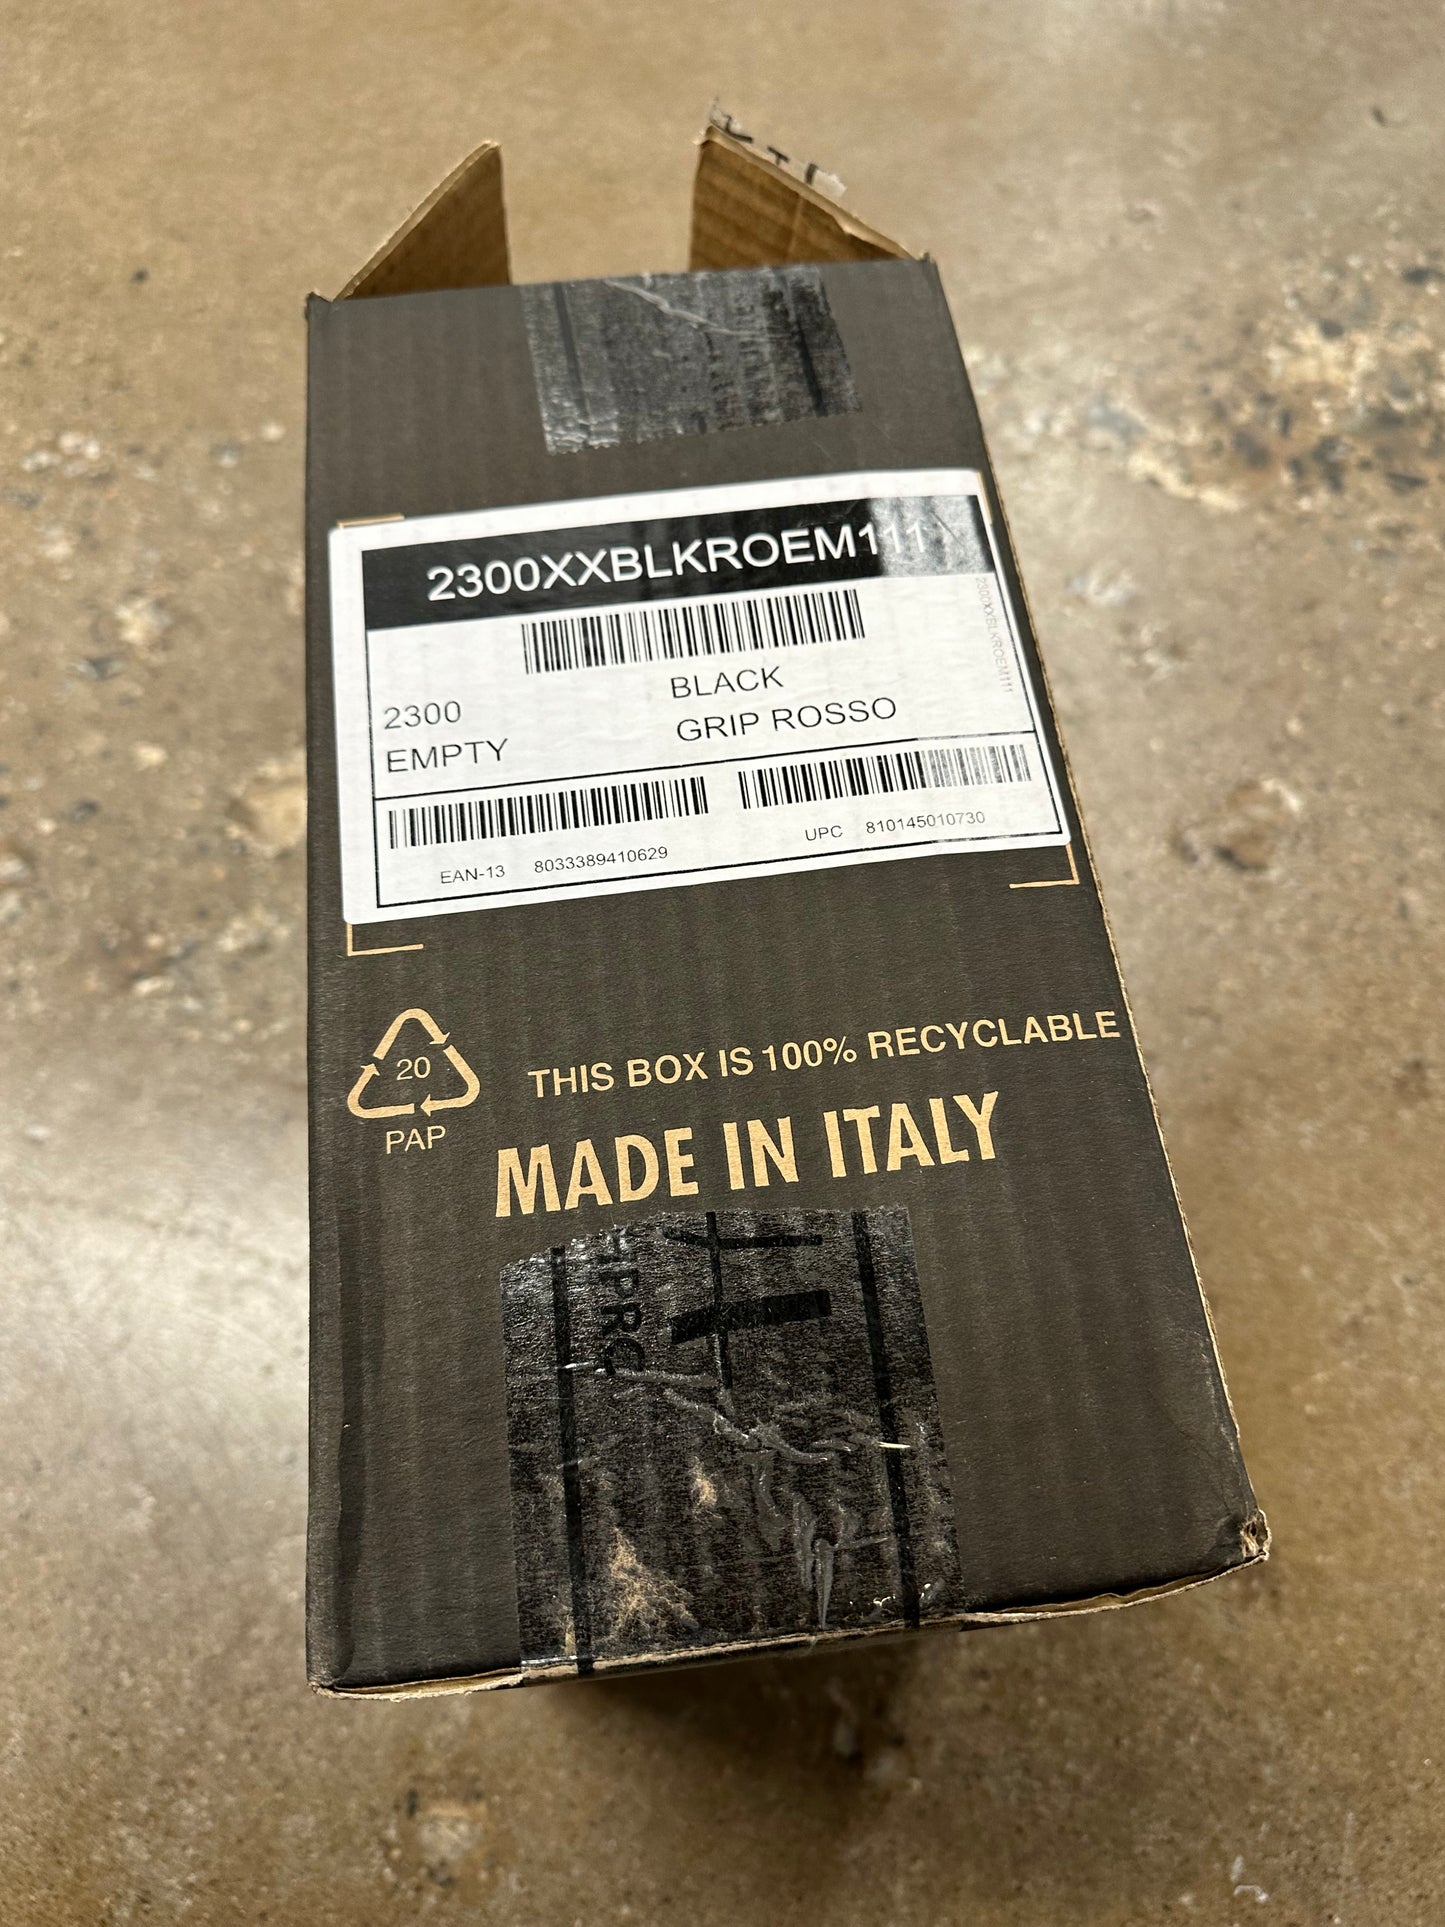 2300XXBLKROEM111
2300XXBLKROEM111
BLACK
2300
GRIP ROSSO
EMPTY
EAN-13 8033389410629
UPC 810145010730
20
PAP
THIS BOX IS 100% RECYCLABLE
MADE IN ITALY